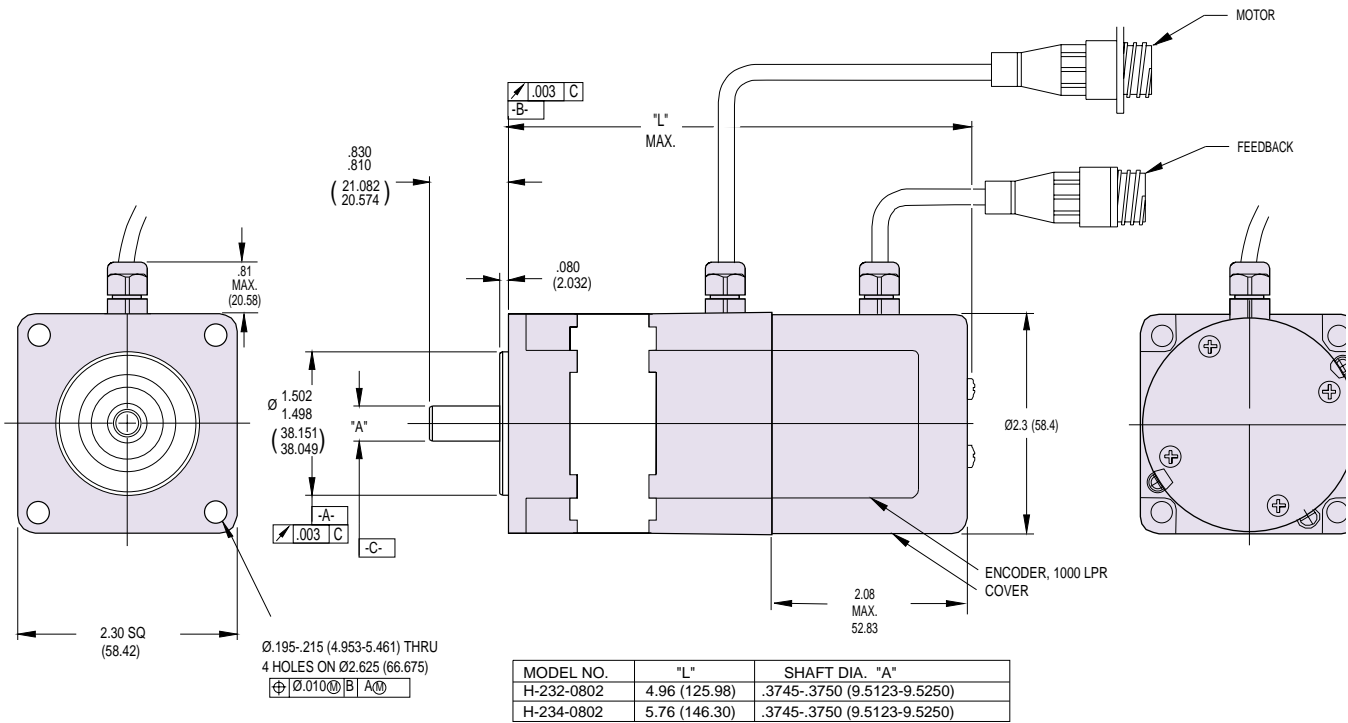 MOTOR
.003 C
-B-
"L"
MAX.
.830
.810
( 21.082
20.574 )
FEEDBACK
.81
MAX.
(20.58)
.080
(2.032)
Ø 1.502
1.498
( 38.151
38.049 )
"A"
Ø2.3 (58.4)
-A-
.003 C
-C-
ENCODER, 1000 LPR
COVER
2.08
MAX.
52.83
2.30 SQ
(58.42)
Ø.195-.215 (4.953-5.461) THRU
4 HOLES ON Ø2.625 (66.675)
⌖ Ø.010Ⓜ B AⓂ
MODEL NO. "L" SHAFT DIA. "A"
H-232-0802 4.96 (125.98) .3745-.3750 (9.5123-9.5250)
H-234-0802 5.76 (146.30) .3745-.3750 (9.5123-9.5250)